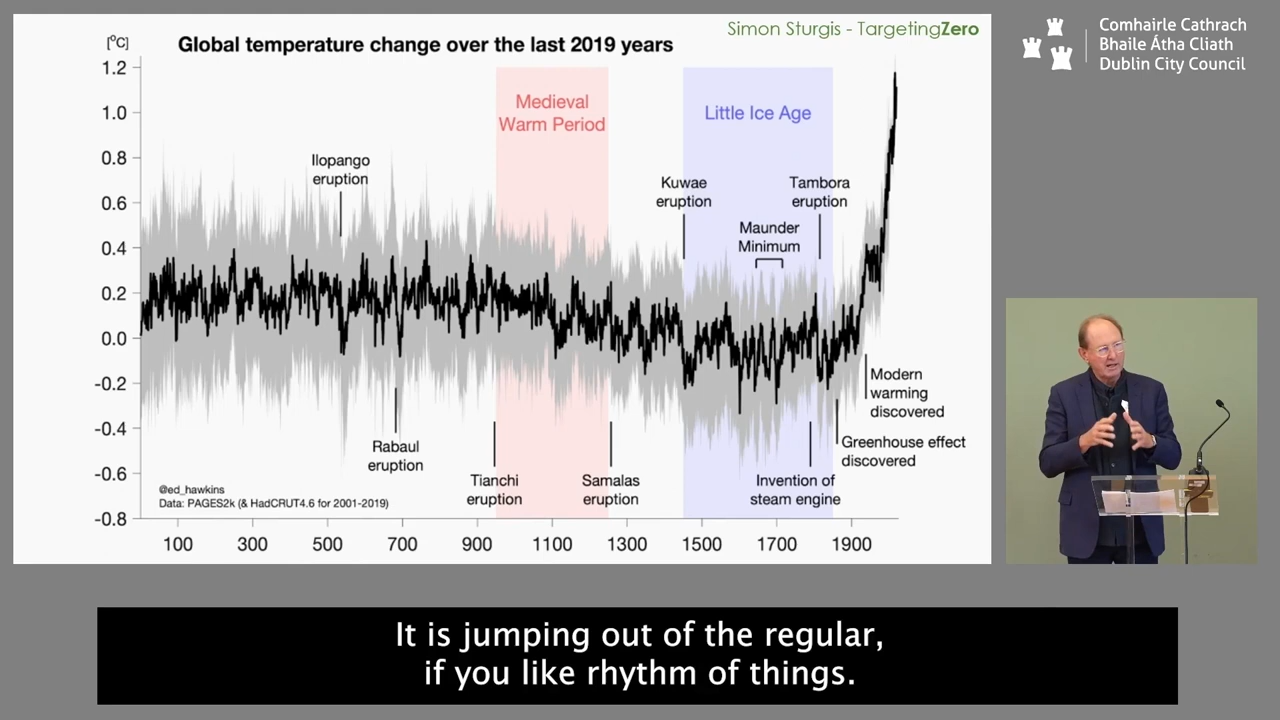 Simon Sturgis - TargetingZero
Comhairle Cathrach
Bhaile Átha Cliath
Dublin City Council
[°C]
Global temperature change over the last 2019 years
1.2
1.0
0.8
0.6
0.4
0.2
0.0
-0.2
-0.4
-0.6
-0.8
Medieval
Warm Period
Little Ice Age
Ilopango
eruption
Kuwae
eruption
Tambora
eruption
Maunder
Minimum
Rabaul
eruption
Tianchi
eruption
Samalas
eruption
Invention of
steam engine
Modern
warming
discovered
Greenhouse effect
discovered
@ed_hawkins
Data: PAGES2k (& HadCRUT4.6 for 2001-2019)
100 300 500 700 900 1100 1300 1500 1700 1900
It is jumping out of the regular,
if you like rhythm of things.